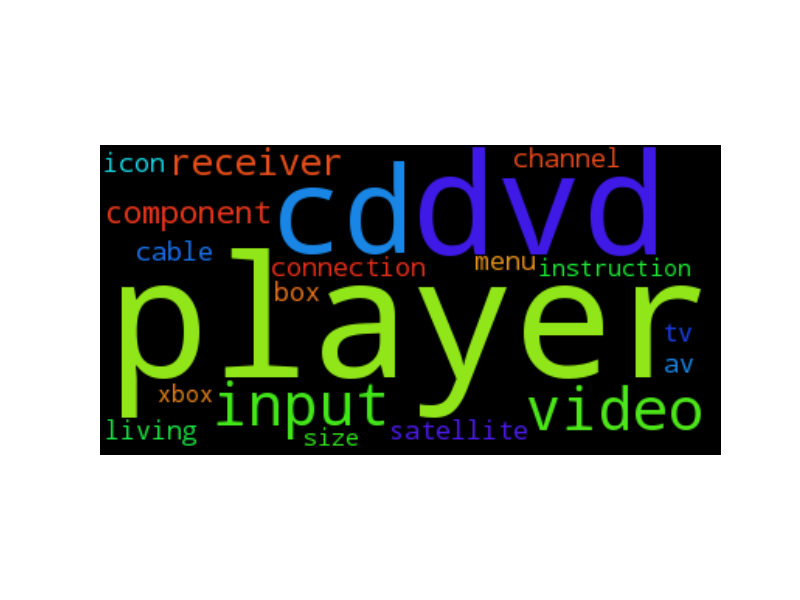 icon receiver channel
cd dvd
component
cable
connection menu instruction
box
player
tv
av
xbox input video
living size satellite